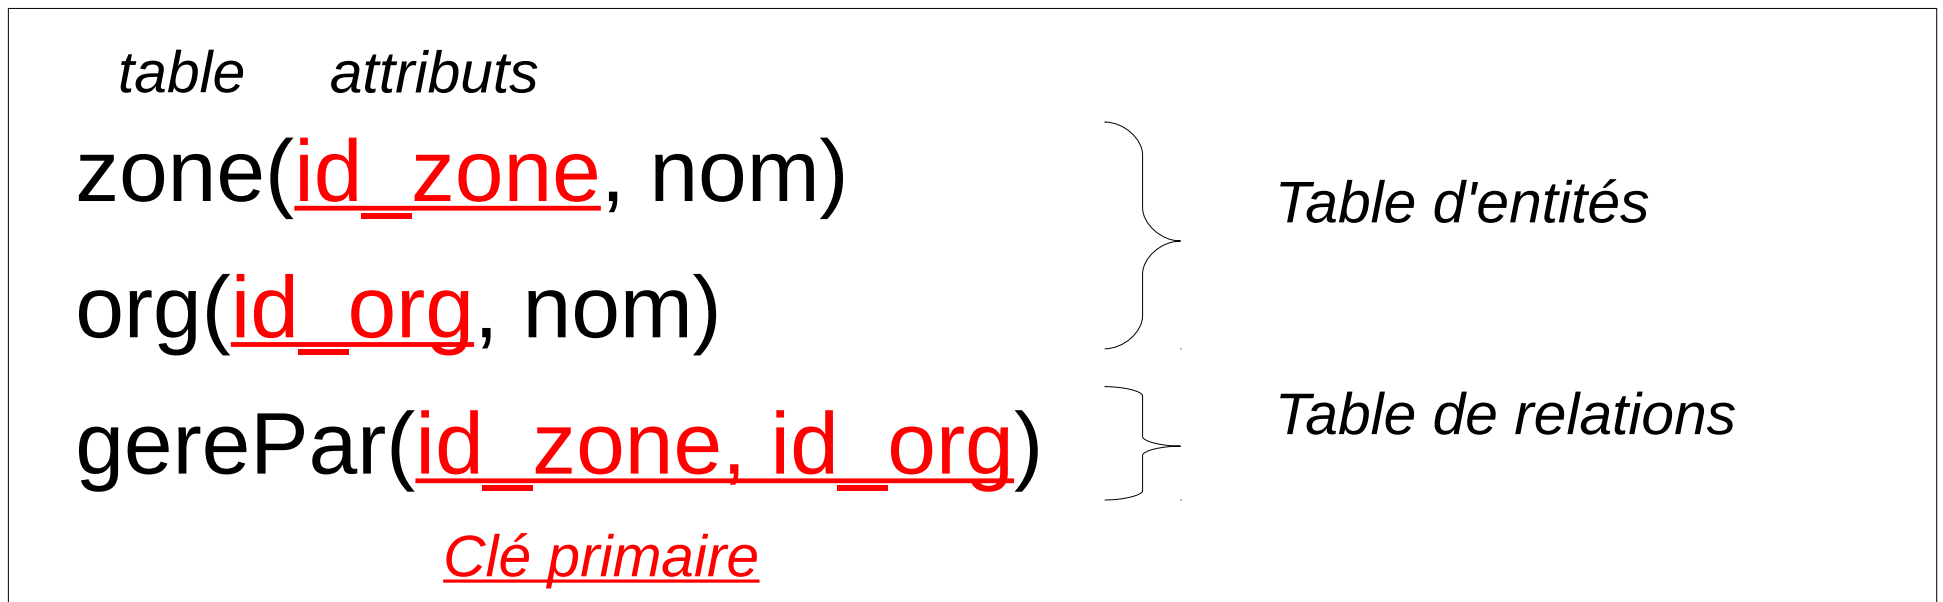 table attributs
zone(id_zone, nom)
Table d'entités
org(id_org, nom)
gerePar(id_zone, id_org)
Table de relations
Clé primaire